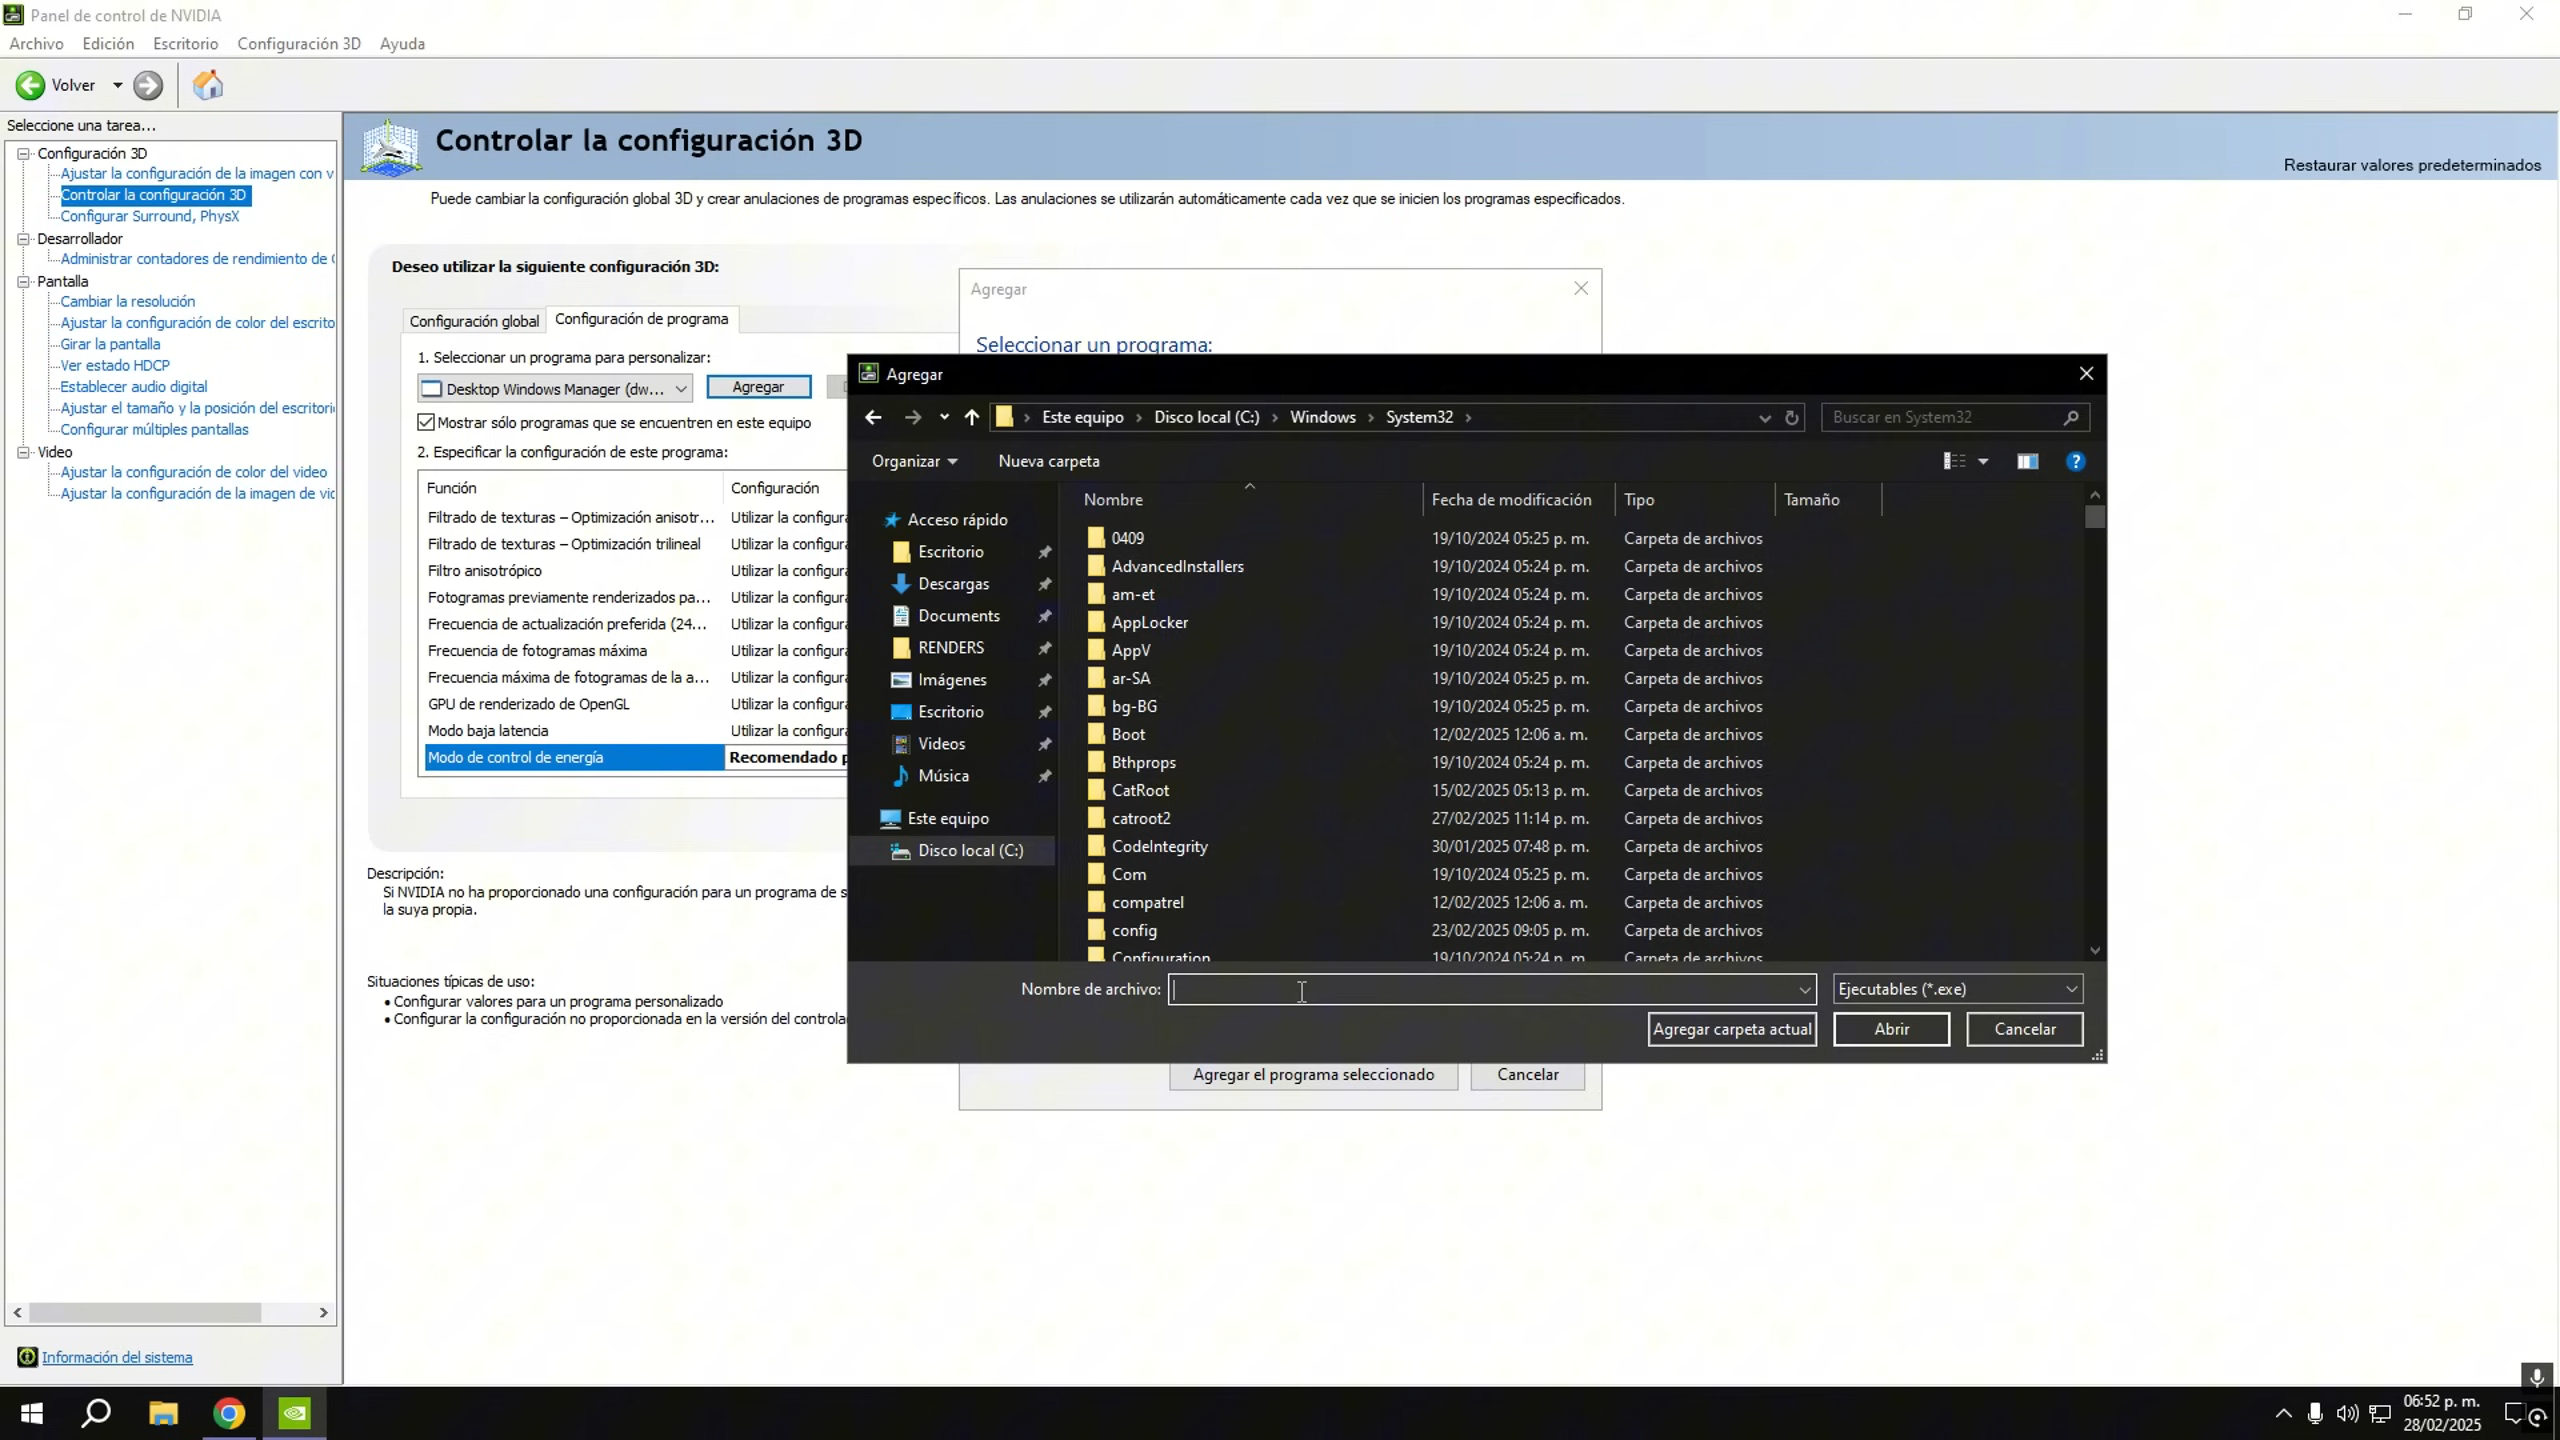 Panel de control de NVIDIA
Archivo Edición Escritorio Configuración 3D Ayuda
Volver
Seleccione una tarea...
Configuración 3D
Ajustar la configuración de la imagen con v
Controlar la configuración 3D
Configurar Surround, PhysX
Desarrollador
Administrar contadores de rendimiento de
Pantalla
Cambiar la resolución
Ajustar la configuración de color del escrito
Girar la pantalla
Ver estado HDCP
Establecer audio digital
Ajustar el tamaño y la posición del escritori
Configurar múltiples pantallas
Video
Ajustar la configuración de color del video
Ajustar la configuración de la imagen de vid
Información del sistema
Controlar la configuración 3D
Restaurar valores predeterminados
Puede cambiar la configuración global 3D y crear anulaciones de programas específicos. Las anulaciones se utilizarán automáticamente cada vez que se inicien los programas especificados.
Deseo utilizar la siguiente configuración 3D:
Configuración global Configuración de programa
1. Seleccionar un programa para personalizar:
Desktop Windows Manager (dw... Agregar
Mostrar sólo programas que se encuentren en este equipo
2. Especificar la configuración de este programa:
Función Configuración
Filtrado de texturas – Optimización anisotr... Utilizar la configura
Filtrado de texturas – Optimización trilineal Utilizar la configura
Filtro anisotrópico Utilizar la configura
Fotogramas previamente renderizados pa... Utilizar la configura
Frecuencia de actualización preferida (24... Utilizar la configura
Frecuencia de fotogramas máxima Utilizar la configura
Frecuencia máxima de fotogramas de la a... Utilizar la configura
GPU de renderizado de OpenGL Utilizar la configura
Modo baja latencia Utilizar la configura
Modo de control de energía Recomendado p
Descripción:
Si NVIDIA no ha proporcionado una configuración para un programa de s
la suya propia.
Situaciones típicas de uso:
• Configurar valores para un programa personalizado
• Configurar la configuración no proporcionada en la versión del controla
Agregar
Seleccionar un programa:
Agregar
Este equipo Disco local (C:) Windows System32
Buscar en System32
Organizar Nueva carpeta
Acceso rápido
Escritorio
Descargas
Documents
RENDERS
Imágenes
Escritorio
Videos
Música
Este equipo
Disco local (C:)
Nombre Fecha de modificación Tipo Tamaño
0409 19/10/2024 05:25 p. m. Carpeta de archivos
AdvancedInstallers 19/10/2024 05:24 p. m. Carpeta de archivos
am-et 19/10/2024 05:24 p. m. Carpeta de archivos
AppLocker 19/10/2024 05:24 p. m. Carpeta de archivos
AppV 19/10/2024 05:24 p. m. Carpeta de archivos
ar-SA 19/10/2024 05:25 p. m. Carpeta de archivos
bg-BG 19/10/2024 05:25 p. m. Carpeta de archivos
Boot 12/02/2025 12:06 a. m. Carpeta de archivos
Bthprops 19/10/2024 05:24 p. m. Carpeta de archivos
CatRoot 15/02/2025 05:13 p. m. Carpeta de archivos
catroot2 27/02/2025 11:14 p. m. Carpeta de archivos
CodeIntegrity 30/01/2025 07:48 p. m. Carpeta de archivos
Com 19/10/2024 05:25 p. m. Carpeta de archivos
compatrel 12/02/2025 12:06 a. m. Carpeta de archivos
config 23/02/2025 09:05 p. m. Carpeta de archivos
Configuration 19/10/2024 05:24 p. m. Carpeta de archivos
Nombre de archivo:
Ejecutables (*.exe)
Agregar carpeta actual Abrir Cancelar
Agregar el programa seleccionado Cancelar
06:52 p. m.
28/02/2025